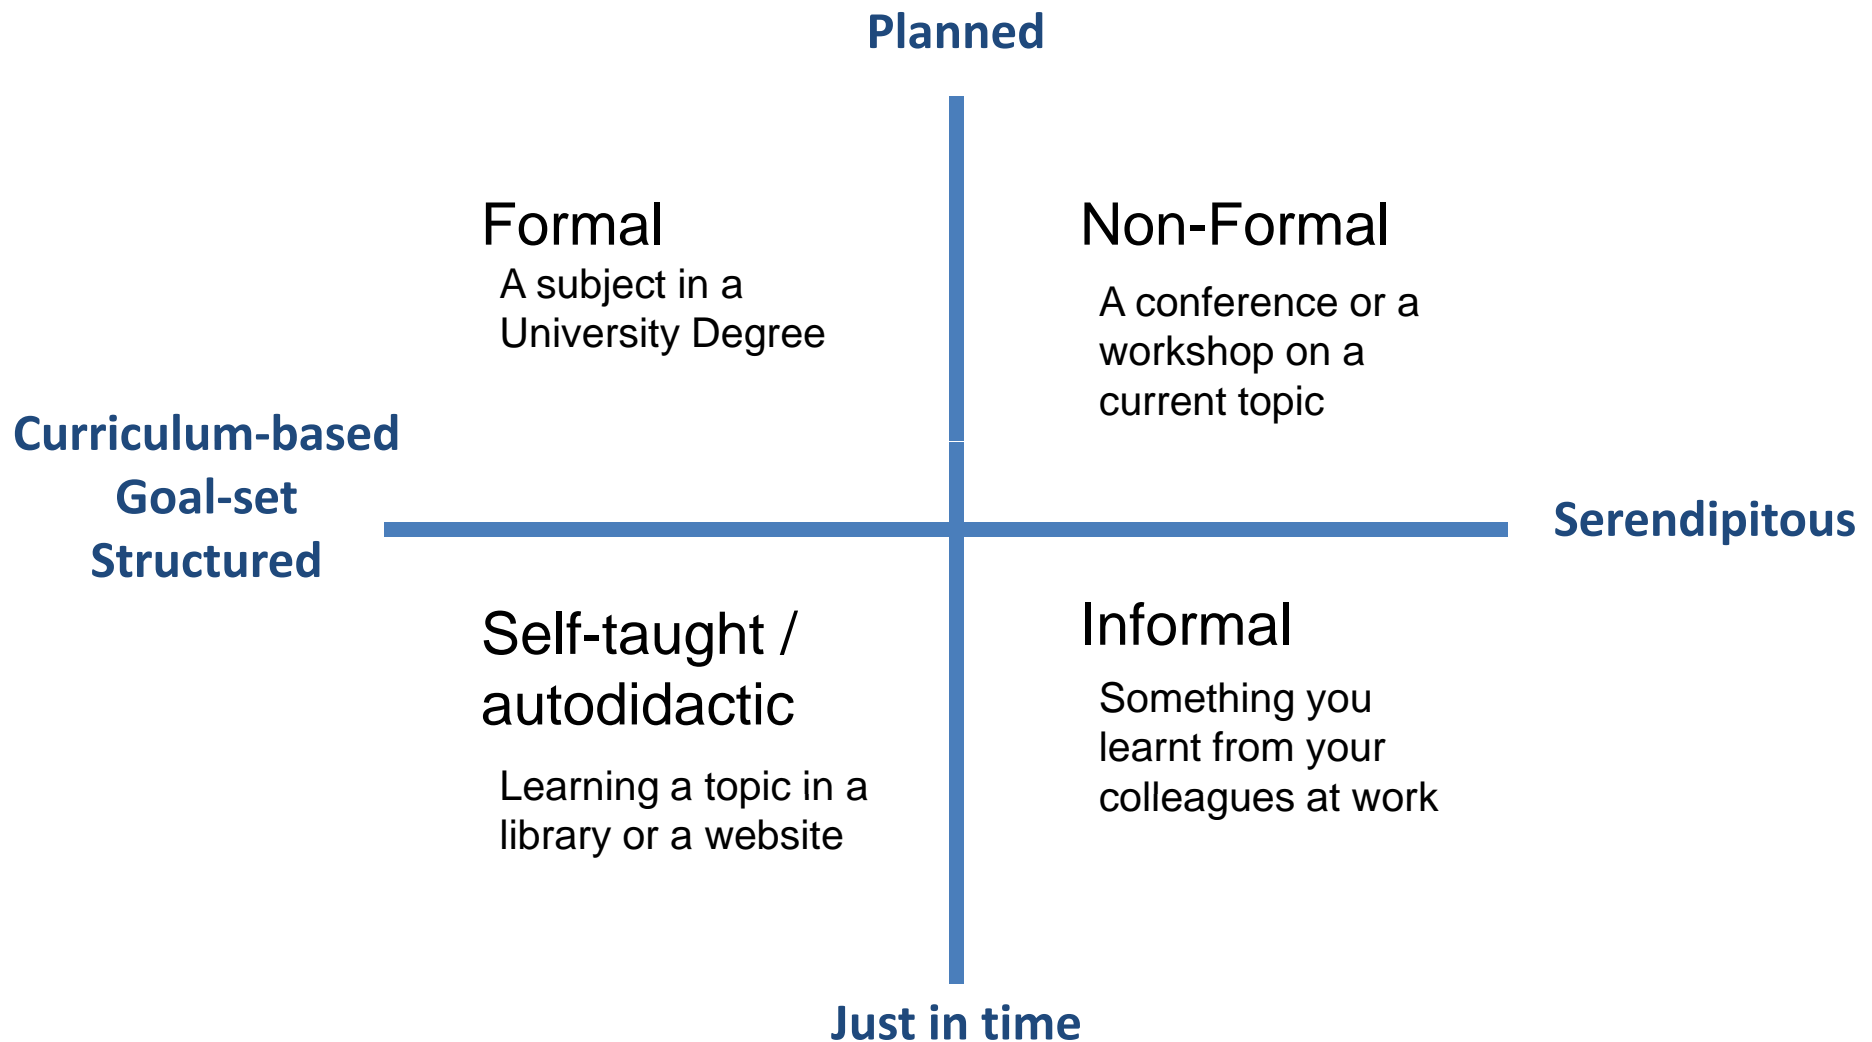 Planned
Formal
A subject in a
University Degree
Non-Formal
A conference or a
workshop on a
current topic
Curriculum-based
Goal-set
Structured
Serendipitous
Self-taught /
autodidactic
Learning a topic in a
library or a website
Informal
Something you
learnt from your
colleagues at work
Just in time